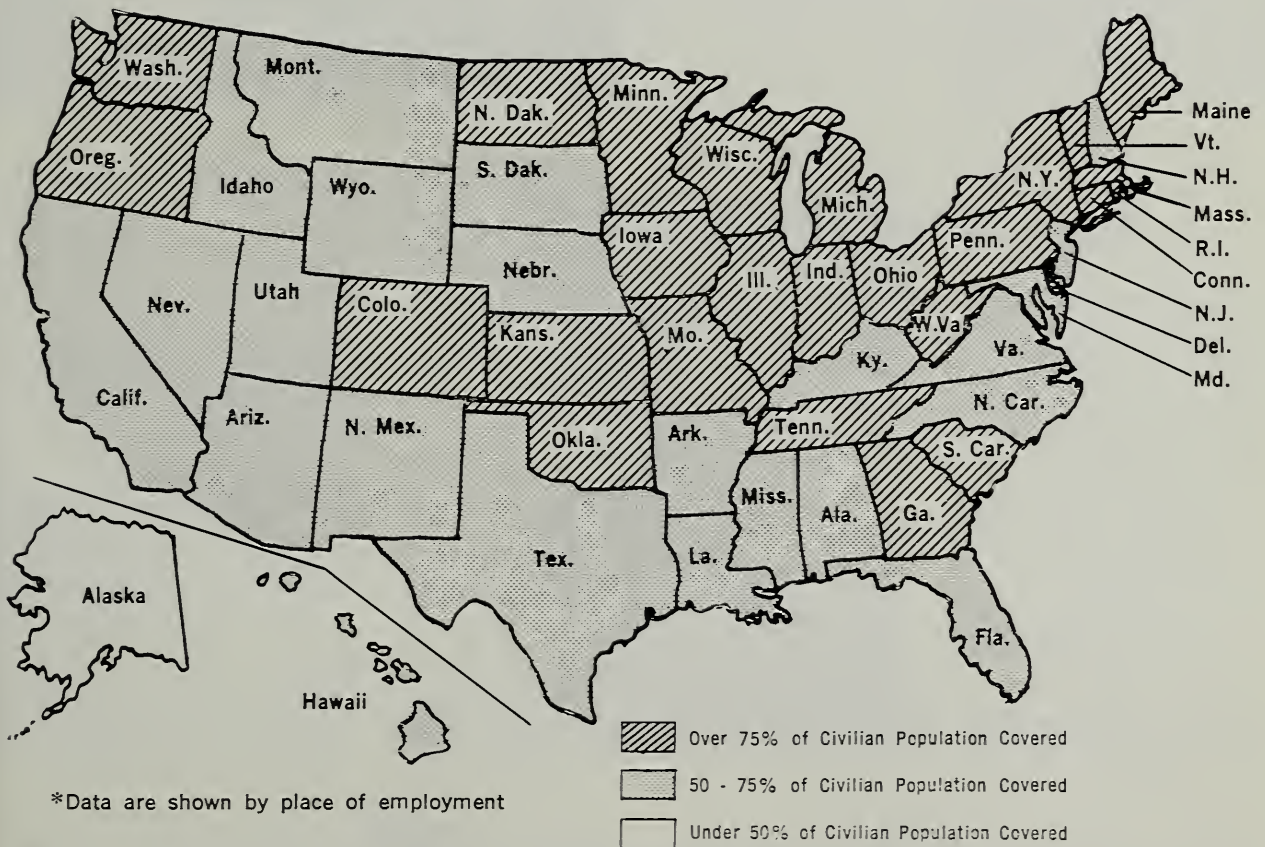 Wash.
Mont.
N. Dak.
Minn.
Maine
Vt.
N.H.
Mass.
R.I.
Conn.
N.J.
Del.
Md.
Oreg.
Idaho
Wyo.
S. Dak.
Wisc.
Mich.
N.Y.
Iowa
Nebr.
Ill.
Ind.
Ohio
Penn.
Nev.
Utah
Colo.
Kans.
Mo.
Ky.
W.Va.
Va.
Calif.
Ariz.
N. Mex.
Okla.
Ark.
Tenn.
N. Car.
S. Car.
Tex.
La.
Miss.
Ala.
Ga.
Fla.
Alaska
Hawaii
Over 75% of Civilian Population Covered
50 - 75% of Civilian Population Covered
Under 50% of Civilian Population Covered
*Data are shown by place of employment